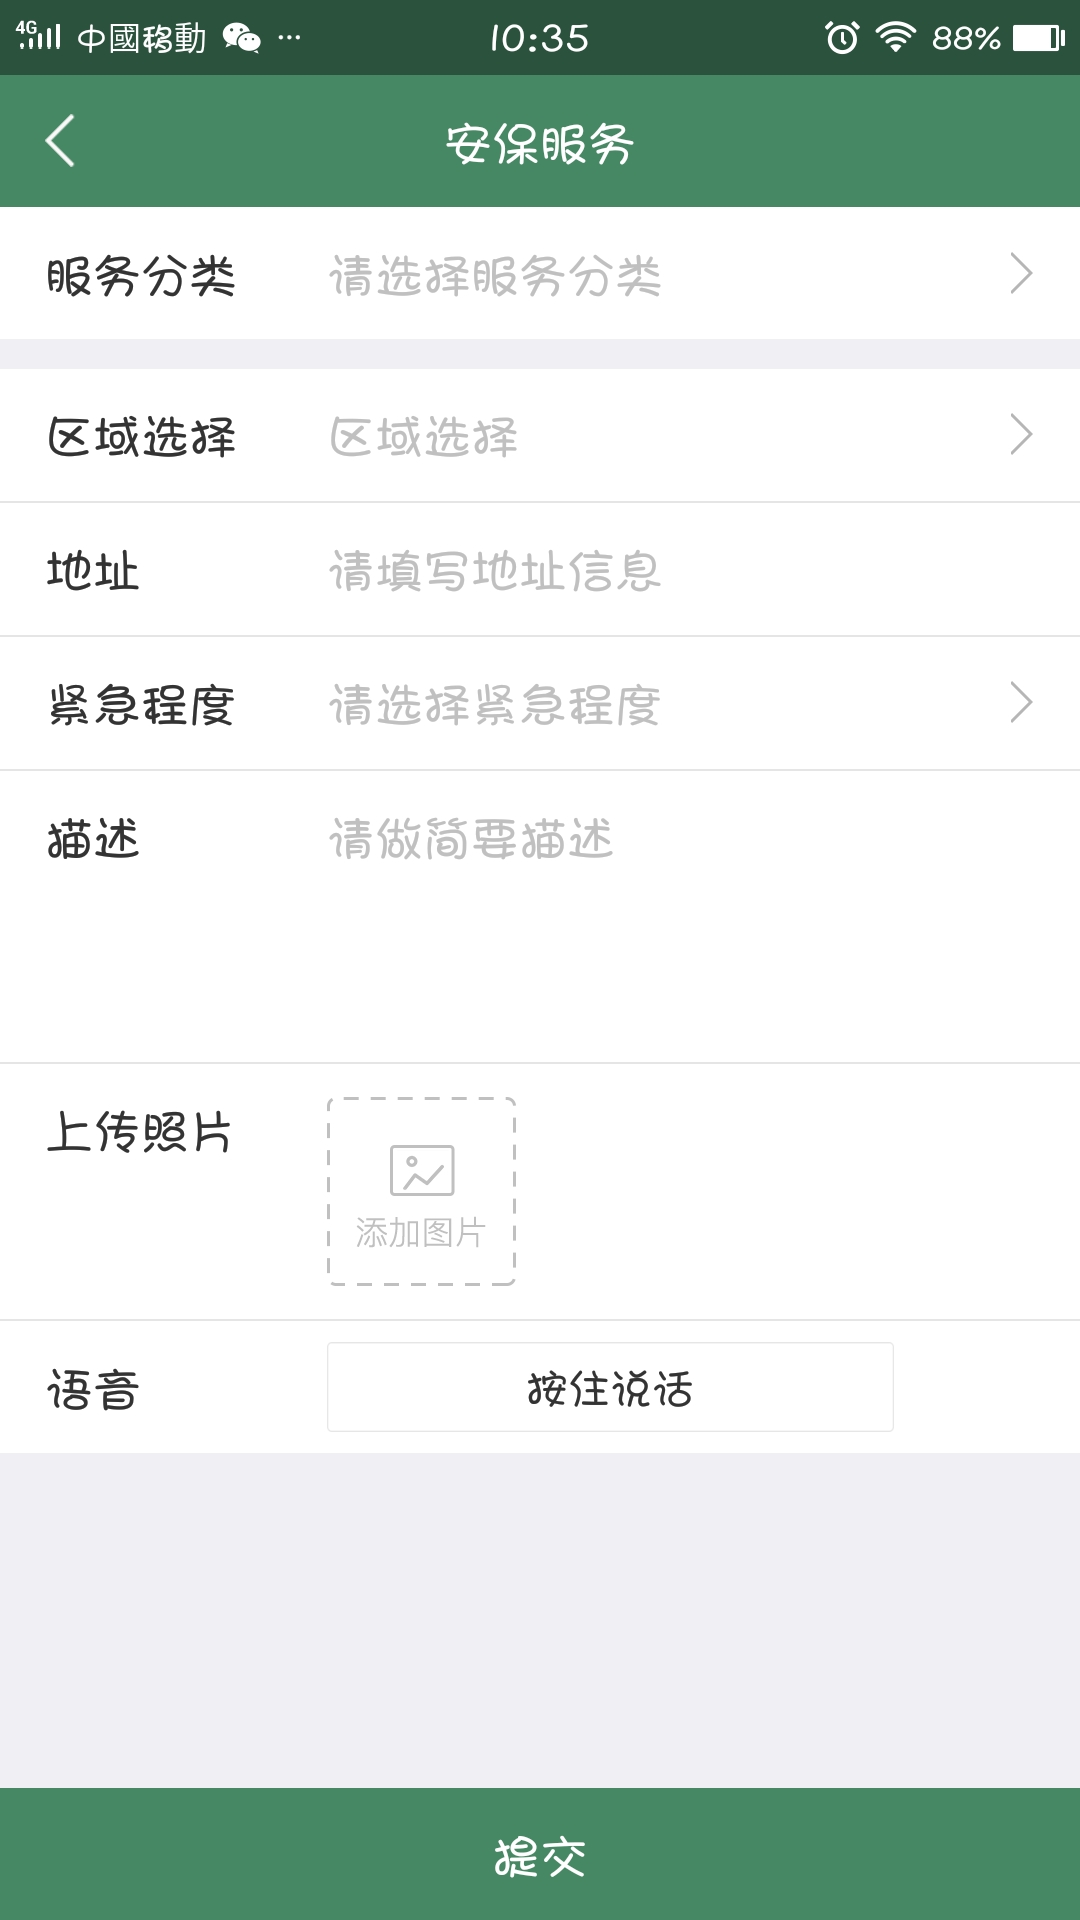 4G 中國移動 ... 10:35 88%
安保服务
服务分类 请选择服务分类
区域选择 区域选择
地址 请填写地址信息
紧急程度 请选择紧急程度
描述 请做简要描述
上传照片
添加图片
语音 按住说话
提交